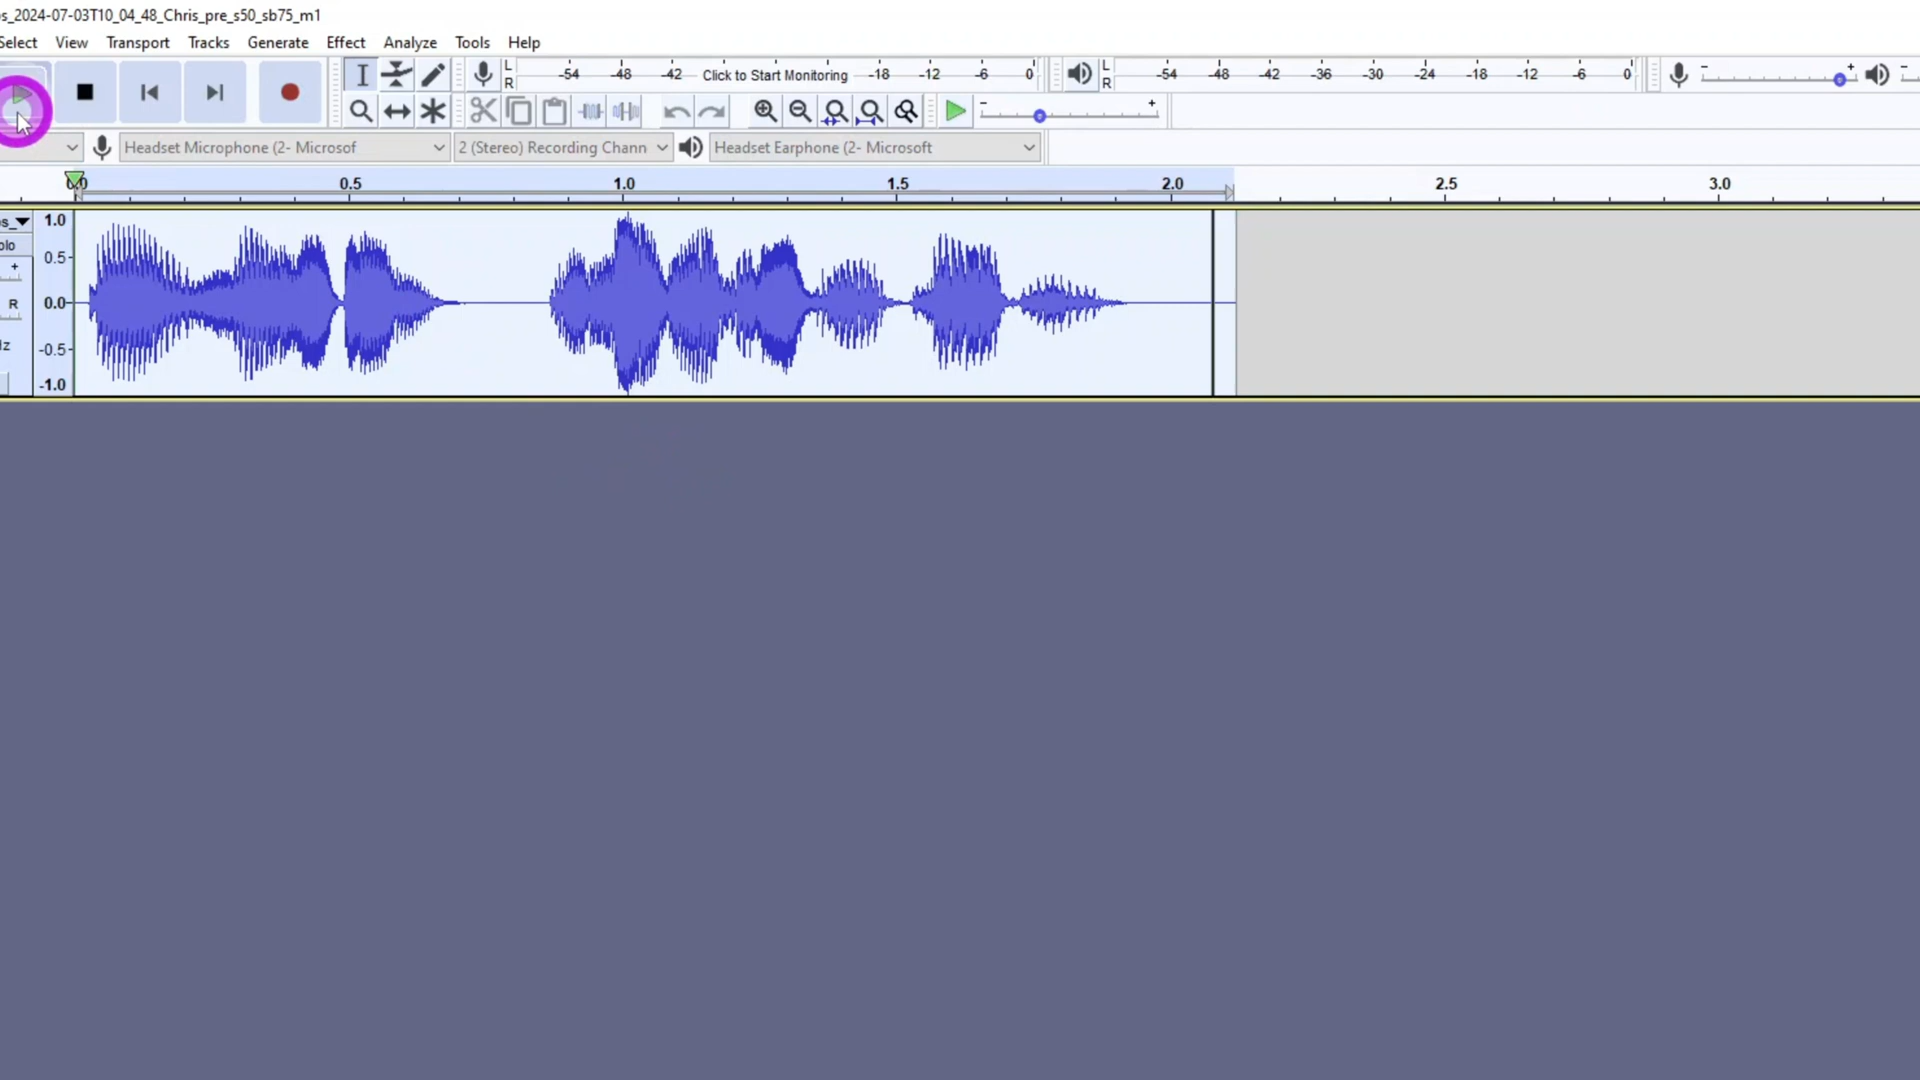 s_2024-07-03T10_04_48_Chris_pre_s50_sb75_m1
Select View Transport Tracks Generate Effect Analyze Tools Help
L -54 -48 -42 Click to Start Monitoring -18 -12 -6 0 L -54 -48 -42 -36 -30 -24 -18 -12 -6 0 - +
R R
- +
Headset Microphone (2- Microsof 2 (Stereo) Recording Chann Headset Earphone (2- Microsoft
0.0 0.5 1.0 1.5 2.0 2.5 3.0
s_ 1.0
olo
0.5
+
R 0.0
z -0.5
-1.0